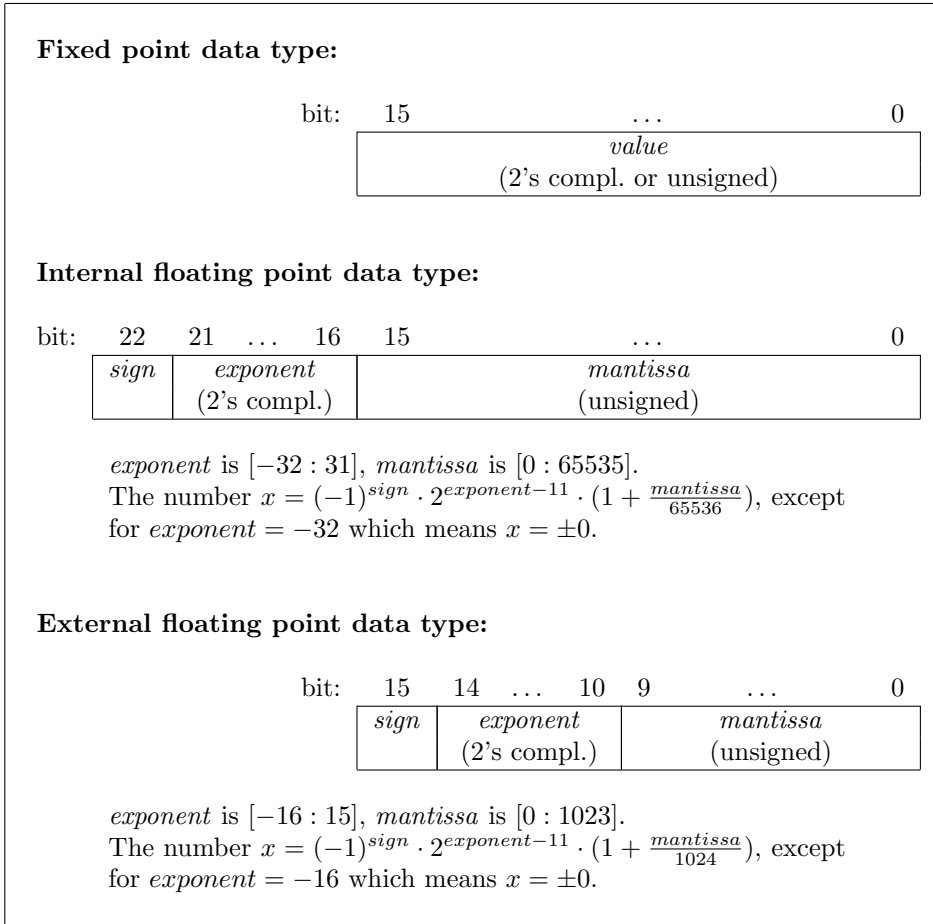 Fixed point data type:
bit: 15 ... 0
value
(2's compl. or unsigned)
Internal floating point data type:
bit: 22 21 ... 16 15 ... 0
sign exponent mantissa
(2's compl.) (unsigned)
exponent is [−32 : 31], mantissa is [0 : 65535].
The number x = (−1)^{sign} · 2^{exponent−11} · (1 + \frac{mantissa}{65536}), except
for exponent = −32 which means x = ±0.
External floating point data type:
bit: 15 14 ... 10 9 ... 0
sign exponent mantissa
(2's compl.) (unsigned)
exponent is [−16 : 15], mantissa is [0 : 1023].
The number x = (−1)^{sign} · 2^{exponent−11} · (1 + \frac{mantissa}{1024}), except
for exponent = −16 which means x = ±0.